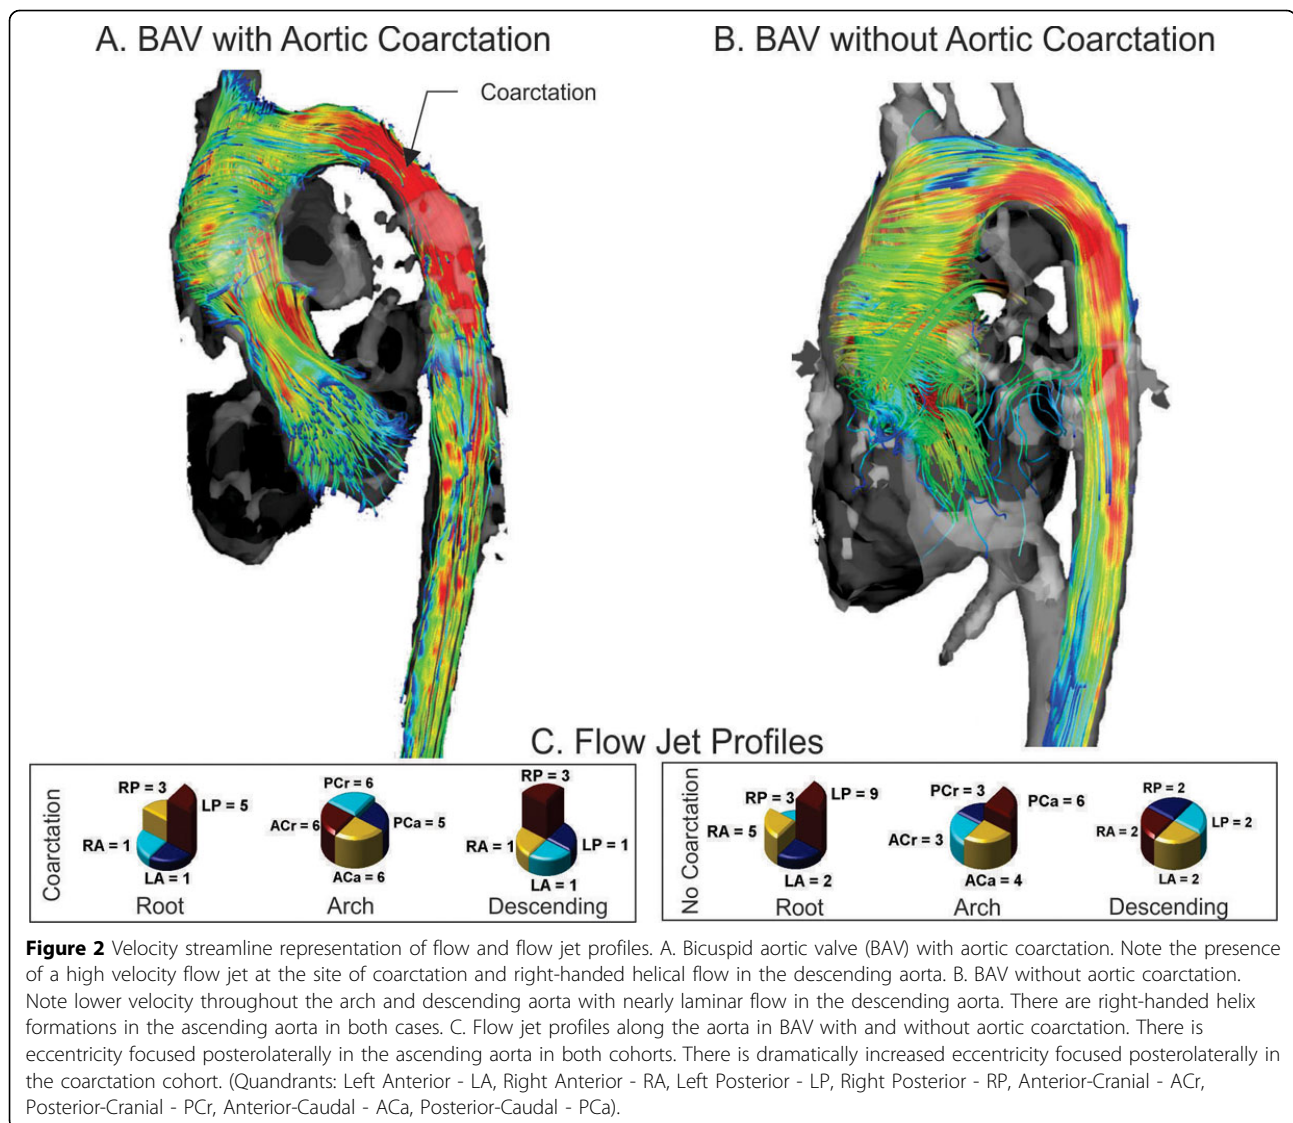 A. BAV with Aortic Coarctation
B. BAV without Aortic Coarctation
Coarctation
C. Flow Jet Profiles
Coarctation
RP = 3
LP = 5
RA = 1
LA = 1
Root
PCr = 6
ACr = 6
PCa = 5
ACa = 6
Arch
RP = 3
RA = 1
LP = 1
LA = 1
Descending
No Coarctation
RP = 3
LP = 9
RA = 5
LA = 2
Root
PCr = 3
PCa = 6
ACr = 3
ACa = 4
Arch
RP = 2
RA = 2
LP = 2
LA = 2
Descending
Figure 2 Velocity streamline representation of flow and flow jet profiles. A. Bicuspid aortic valve (BAV) with aortic coarctation. Note the presence
of a high velocity flow jet at the site of coarctation and right-handed helical flow in the descending aorta. B. BAV without aortic coarctation.
Note lower velocity throughout the arch and descending aorta with nearly laminar flow in the descending aorta. There are right-handed helix
formations in the ascending aorta in both cases. C. Flow jet profiles along the aorta in BAV with and without aortic coarctation. There is
eccentricity focused posterolaterally in the ascending aorta in both cohorts. There is dramatically increased eccentricity focused posterolaterally in
the coarctation cohort. (Quadrants: Left Anterior - LA, Right Anterior - RA, Left Posterior - LP, Right Posterior - RP, Anterior-Cranial - ACr,
Posterior-Cranial - PCr, Anterior-Caudal - ACa, Posterior-Caudal - PCa).